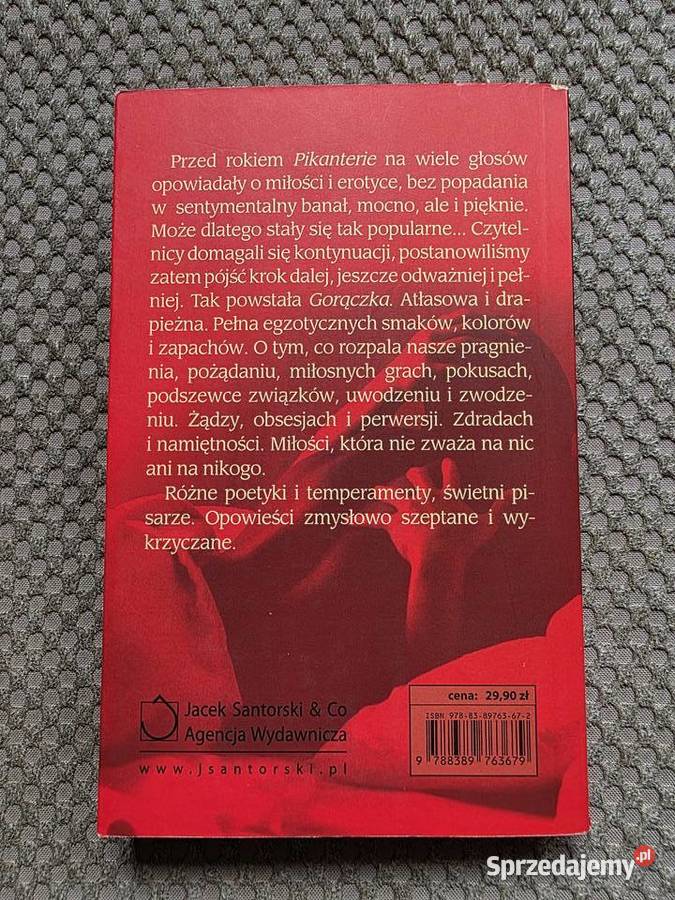 Przed rokiem Pikanterie na wiele głosów
opowiadały o miłości i erotyce, bez popadania
w sentymentalny banał, mocno, ale i pięknie.
Może dlatego stały się tak popularne... Czytel-
nicy domagali się kontynuacji, postanowiliśmy
zatem pójść krok dalej, jeszcze odważniej i peł-
niej. Tak powstała Gorączka. Atłasowa i dra-
pieżna. Pełna egzotycznych smaków, kolorów
i zapachów. O tym, co rozpala nasze pragnie-
nia, pożądaniu, miłosnych grach, pokusach,
podszewce związków, uwodzeniu i zwodze-
niu. Żądzy, obsesjach i perwersji. Zdradach
i namiętności. Miłości, która nie zważa na nic
ani na nikogo.
Różne poetyki i temperamenty, świetni pi-
sarze. Opowieści zmysłowo szeptane i wy-
krzyczane.
Jacek Santorski & Co
Agencja Wydawnicza
www.jsantorski.pl
cena: 29,90 zł
ISBN 978-83-89763-67-2
9 788389 763679
Sprzedajemy.pl